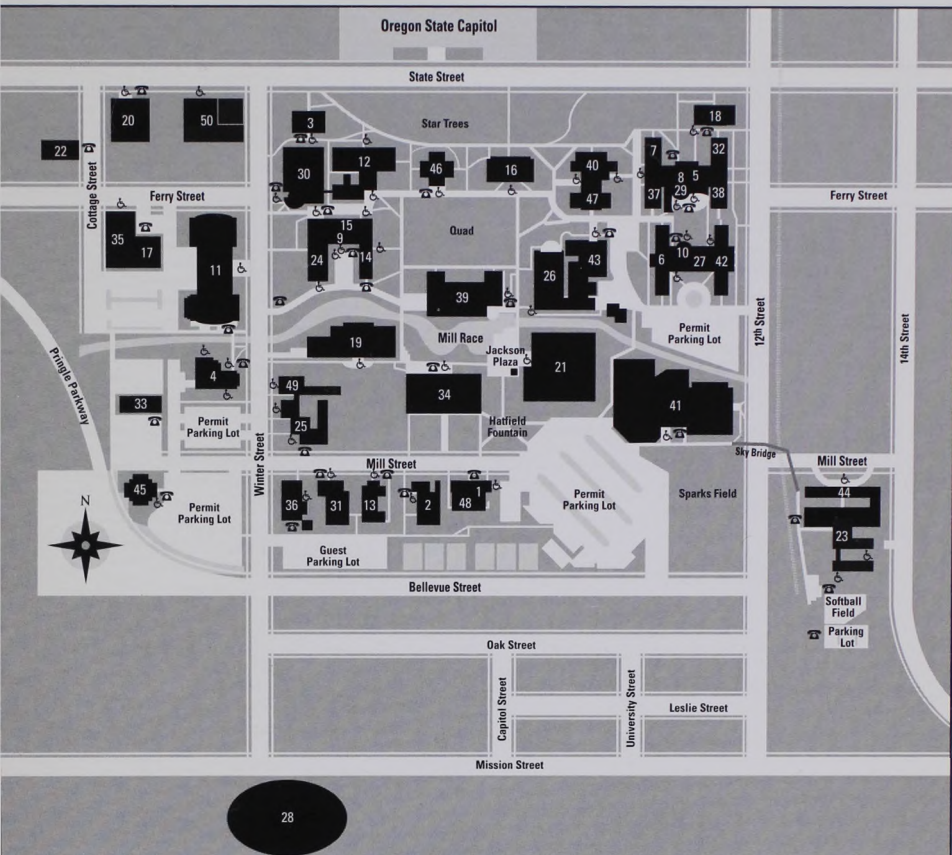 Oregon State Capitol
State Street
3
Star Trees
18
20
50
22
30
12
46
16
40
7
32
8
5
Cottage Street
Ferry Street
47
37
29
38
Ferry Street
35
17
11
15
9
24
14
Quad
26
43
6
10
27
42
39
Mill Race
Jackson
Plaza
Permit
Parking Lot
12th Street
14th Street
Pringle Parkway
19
21
4
33
Permit
Parking Lot
Winter Street
49
25
34
Hatfield
Fountain
41
Sky Bridge
Mill Street
Mill Street
45
N
Permit
Parking Lot
36
31
13
2
48
1
Permit
Parking Lot
Sparks Field
44
23
Guest
Parking Lot
Bellevue Street
Softball
Field
Parking
Lot
Oak Street
Capitol Street
University Street
Leslie Street
Mission Street
28